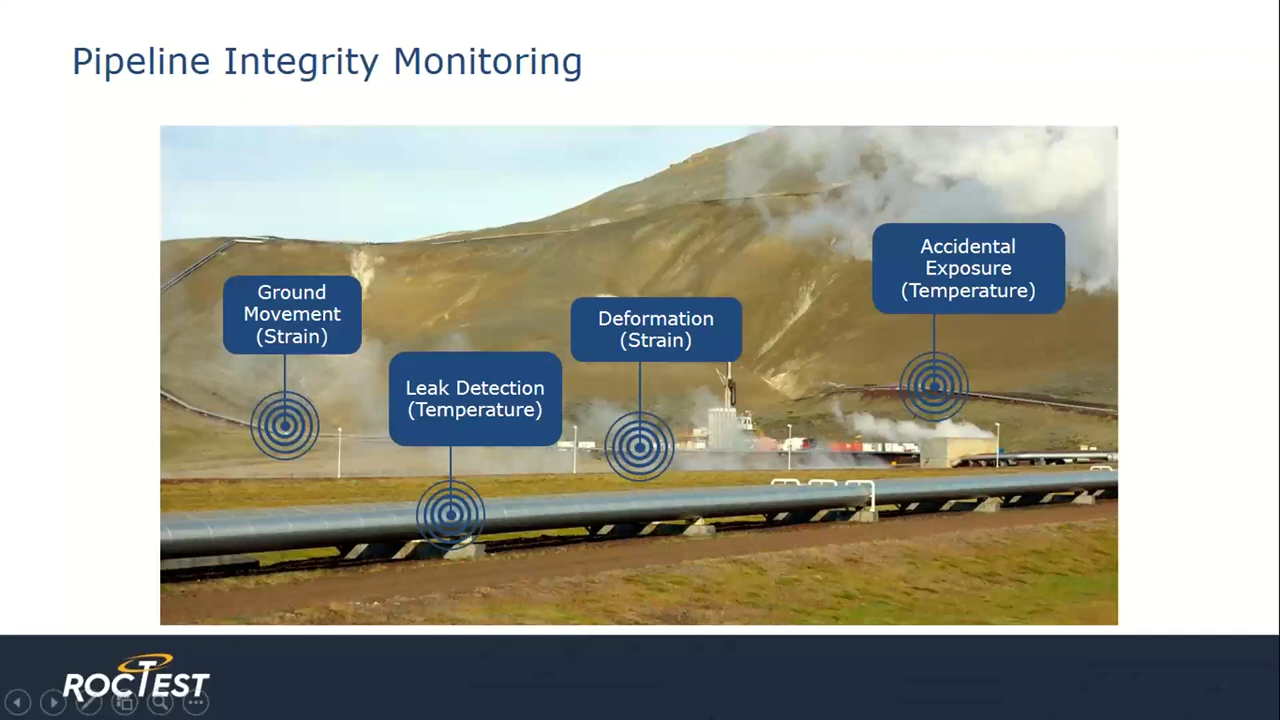 Pipeline Integrity Monitoring
Ground
Movement
(Strain)
Leak Detection
(Temperature)
Deformation
(Strain)
Accidental
Exposure
(Temperature)
ROCTEST